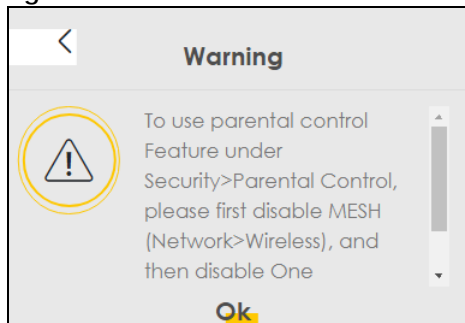 Warning
To use parental control
Feature under
Security>Parental Control,
please first disable MESH
(Network>Wireless), and
then disable One
Ok